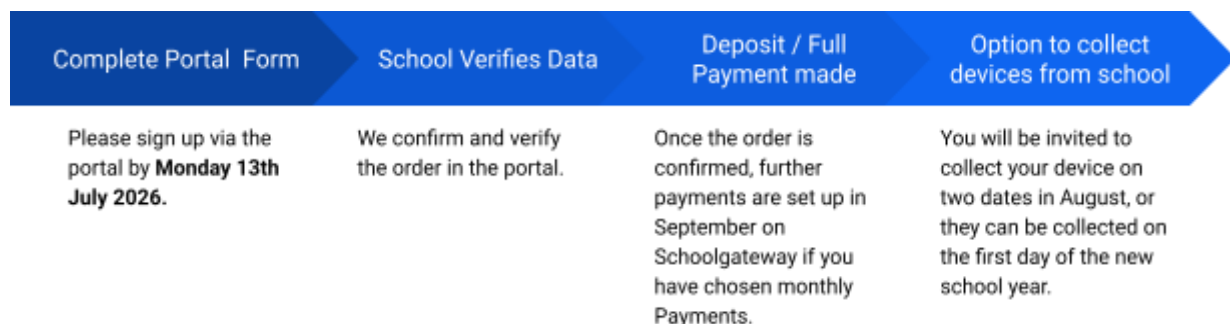 Complete Portal Form
Please sign up via the
portal by Monday 13th
July 2026.
School Verifies Data
We confirm and verify
the order in the portal.
Deposit / Full
Payment made
Once the order is
confirmed, further
payments are set up in
September on
Schoolgateway if you
have chosen monthly
Payments.
Option to collect
devices from school
You will be invited to
collect your device on
two dates in August, or
they can be collected on
the first day of the new
school year.